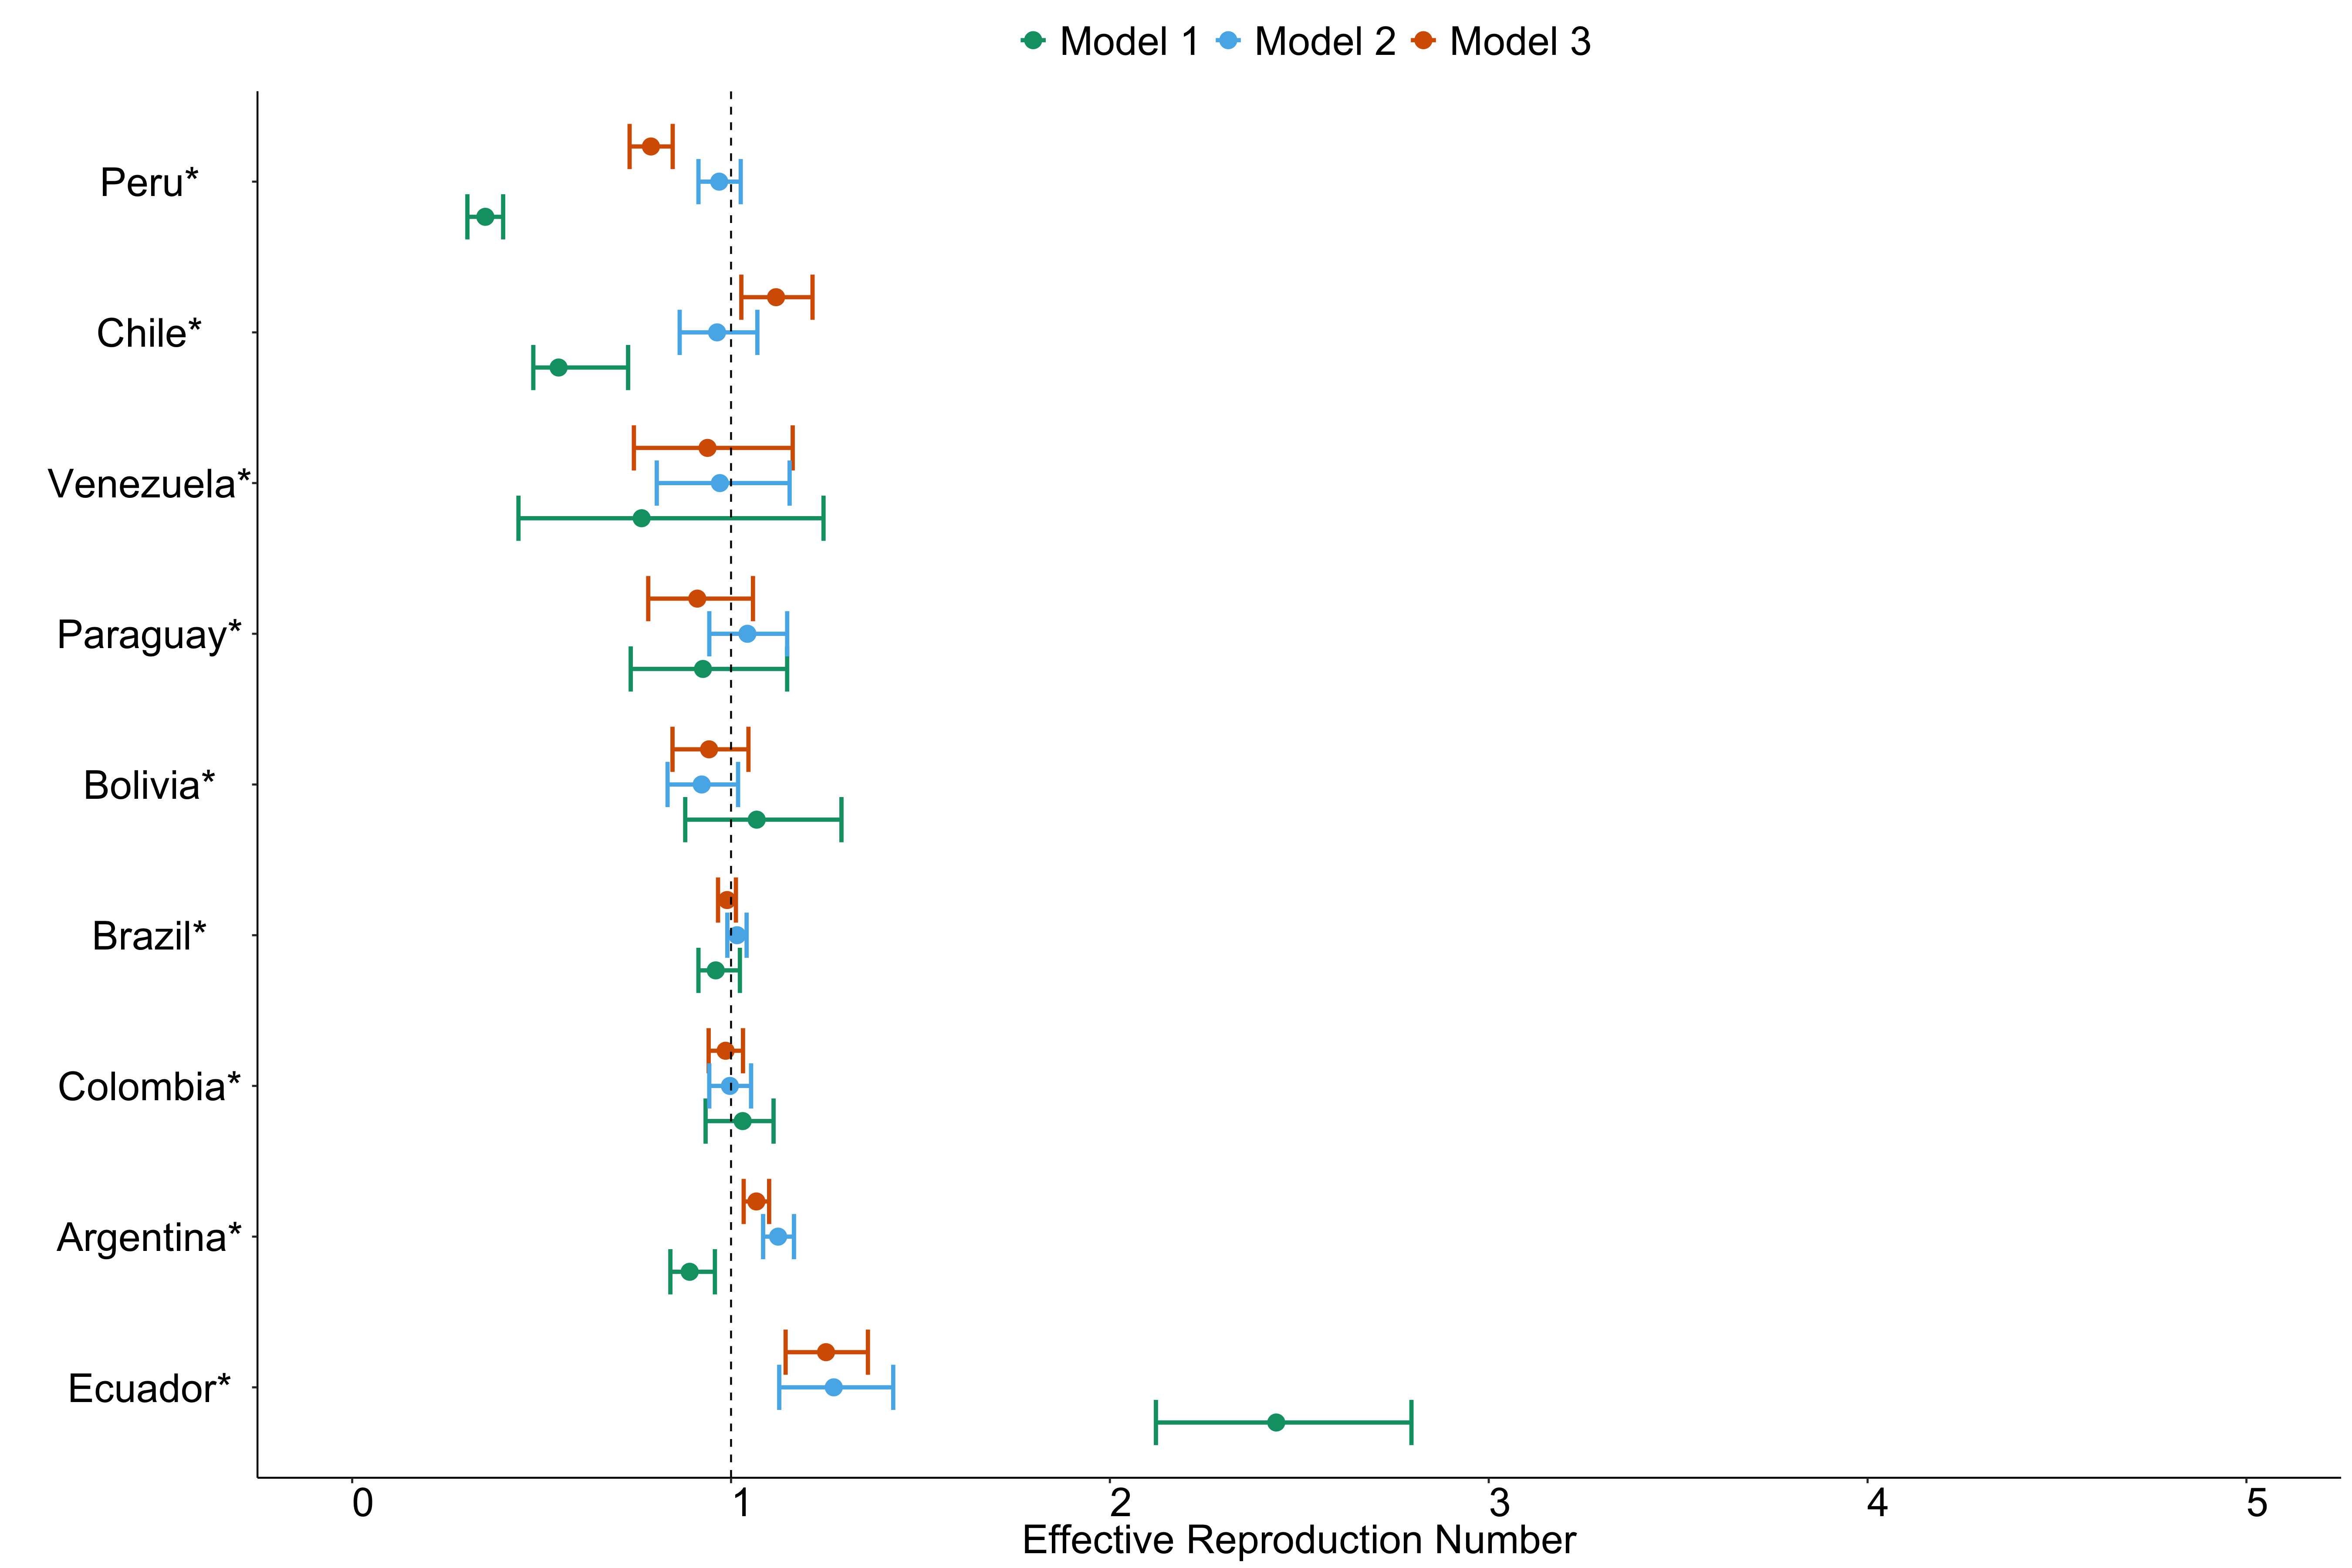 Model 1 Model 2 Model 3
Peru*
Chile*
Venezuela*
Paraguay*
Bolivia*
Brazil*
Colombia*
Argentina*
Ecuador*
0 1 2 3 4 5
Effective Reproduction Number